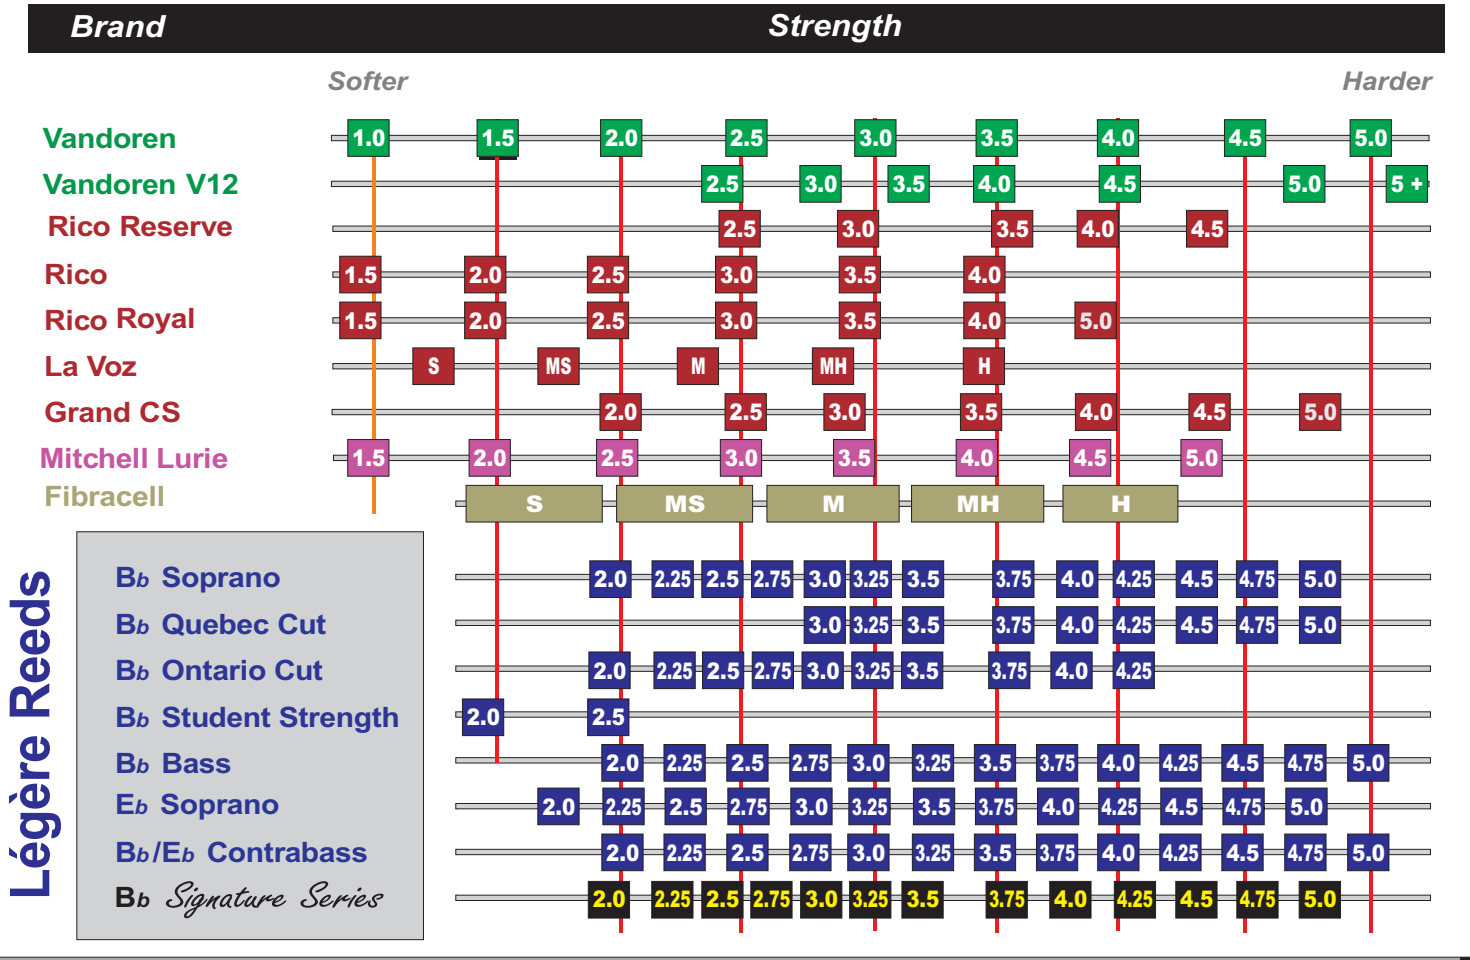 Brand Strength
Softer Harder
Vandoren 1.0 1.5 2.0 2.5 3.0 3.5 4.0 4.5 5.0
Vandoren V12 2.5 3.0 3.5 4.0 4.5 5.0 5 +
Rico Reserve 2.5 3.0 3.5 4.0 4.5
Rico 1.5 2.0 2.5 3.0 3.5 4.0
Rico Royal 1.5 2.0 2.5 3.0 3.5 4.0 5.0
La Voz S MS M MH H
Grand CS 2.0 2.5 3.0 3.5 4.0 4.5 5.0
Mitchell Lurie 1.5 2.0 2.5 3.0 3.5 4.0 4.5 5.0
Fibracell S MS M MH H
Légère Reeds
Bb Soprano 2.0 2.25 2.5 2.75 3.0 3.25 3.5 3.75 4.0 4.25 4.5 4.75 5.0
Bb Quebec Cut 3.0 3.25 3.5 3.75 4.0 4.25 4.5 4.75 5.0
Bb Ontario Cut 2.0 2.25 2.5 2.75 3.0 3.25 3.5 3.75 4.0 4.25
Bb Student Strength 2.0 2.5
Bb Bass 2.0 2.25 2.5 2.75 3.0 3.25 3.5 3.75 4.0 4.25 4.5 4.75 5.0
Eb Soprano 2.0 2.25 2.5 2.75 3.0 3.25 3.5 3.75 4.0 4.25 4.5 4.75 5.0
Bb/Eb Contrabass 2.0 2.25 2.5 2.75 3.0 3.25 3.5 3.75 4.0 4.25 4.5 4.75 5.0
Bb Signature Series 2.0 2.25 2.5 2.75 3.0 3.25 3.5 3.75 4.0 4.25 4.5 4.75 5.0